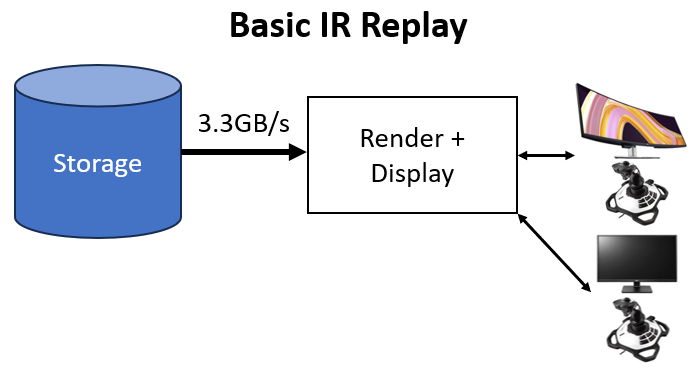 Basic IR Replay
3.3GB/s
Storage
Render +
Display